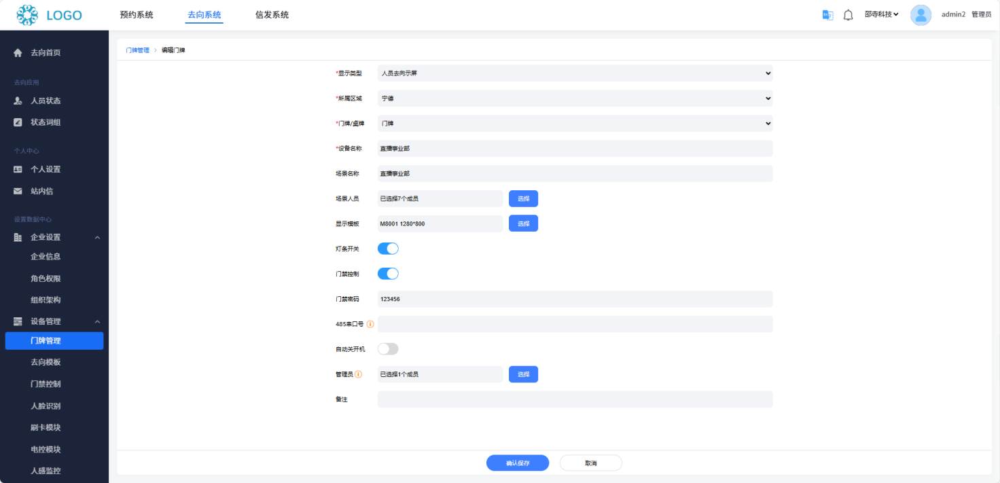 LOGO
预约系统
去向系统
信发系统
邵寺科技
admin2 管理员
去向首页
去向应用
人员状态
状态词组
个人中心
个人设置
站内信
设置数据中心
企业设置
企业信息
角色权限
组织架构
设备管理
门牌管理
去向模板
门禁控制
人脸识别
刷卡模块
电控模块
人感监控
门牌管理 > 编辑门牌
*显示类型 人员去向示屏
*所属区域 宁德
*门牌/桌牌 门牌
*设备名称 直播事业部
场景名称 直播事业部
场景人员 已选择7个成员 选择
显示模板 M8001 1280*800 选择
灯条开关
门禁控制
门禁密码 123456
485串口号
自动关开机
管理员 已选择1个成员 选择
备注
确认保存 取消